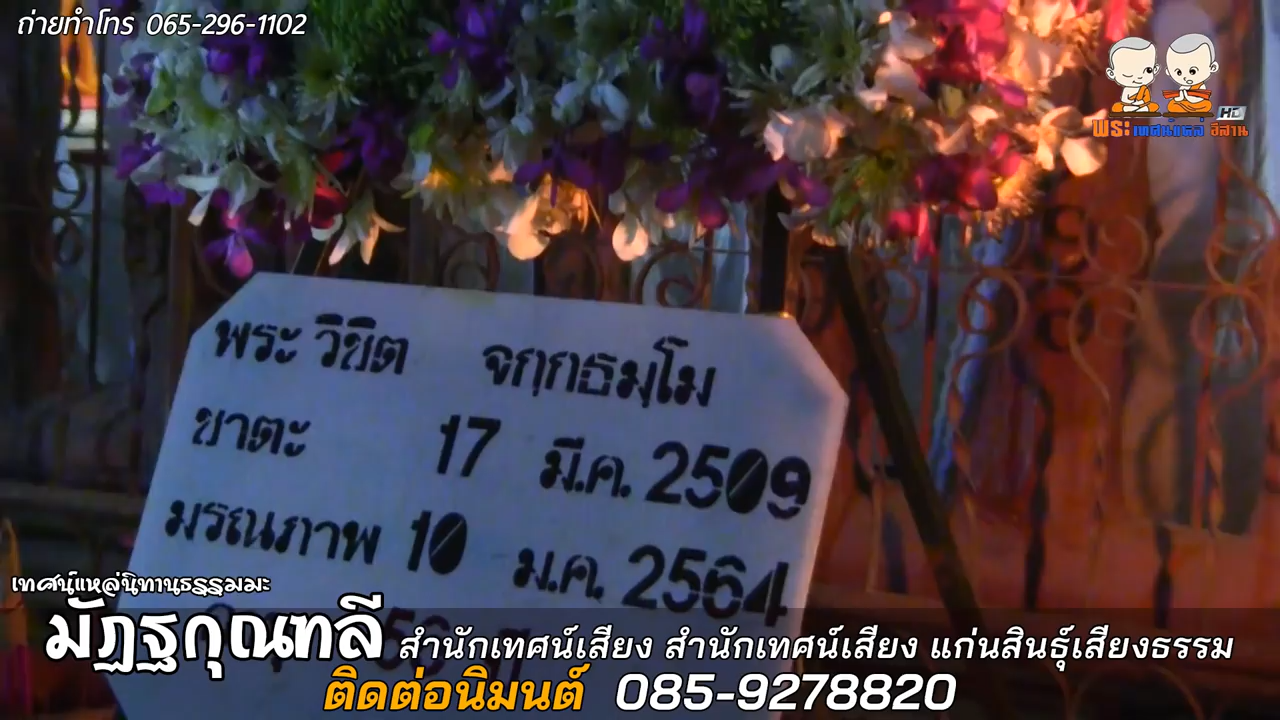 ถ่ายทำโทร 065-296-1102
HD
พระเทศน์แหล่ อีสาน
พระ วิชิต จกฺกธมฺโม
ชาตะ 17 มี.ค. 2509
มรณภาพ 10 ม.ค. 2564
เทศน์แหล่นิทานธรรมมะ
มัฏฐกุณฑลี สำนักเทศน์เสียง สำนักเทศน์เสียง แก่นสินธุ์เสียงธรรม
ติดต่อนิมนต์ 085-9278820